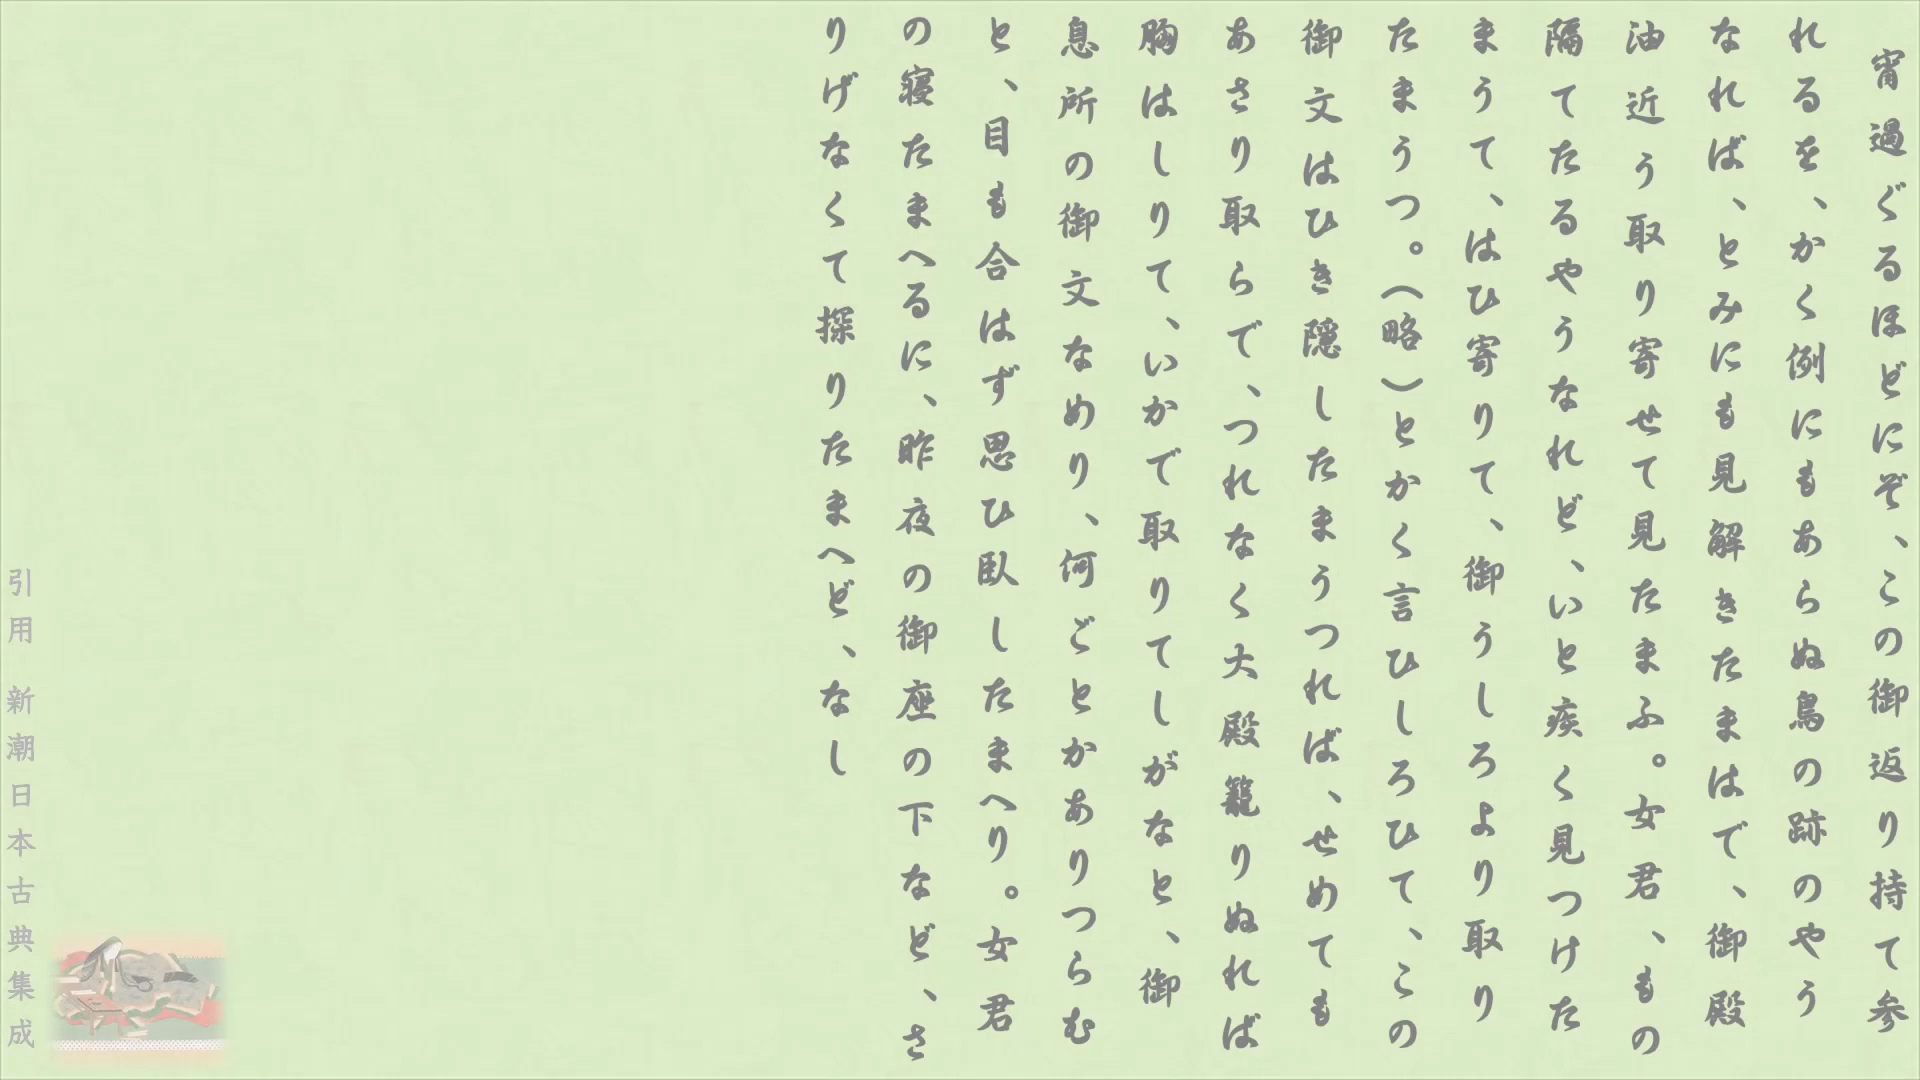 宵過ぐるほどにぞ、この御返り持て参
れるを、かく例にもあらぬ鳥の跡のやう
なれば、とみにも見解きたまはで、御殿
油近う取り寄せて見たまふ。女君、もの
隔てたるやうなれど、いと疾く見つけた
まうて、はひ寄りて、御うしろより取り
たまうつ。（略）とかく言ひしろひて、この
御文はひき隠したまうつれば、せめても
あさり取らで、つれなく大殿籠りぬれば
胸はしりて、いかで取りてしがなと、御
息所の御文なめり、何ごとかありつらむ
と、目も合はず思ひ臥したまへり。女君
の寝たまへるに、昨夜の御座の下など、さ
りげなくて探りたまへど、なし
引用 新潮日本古典集成